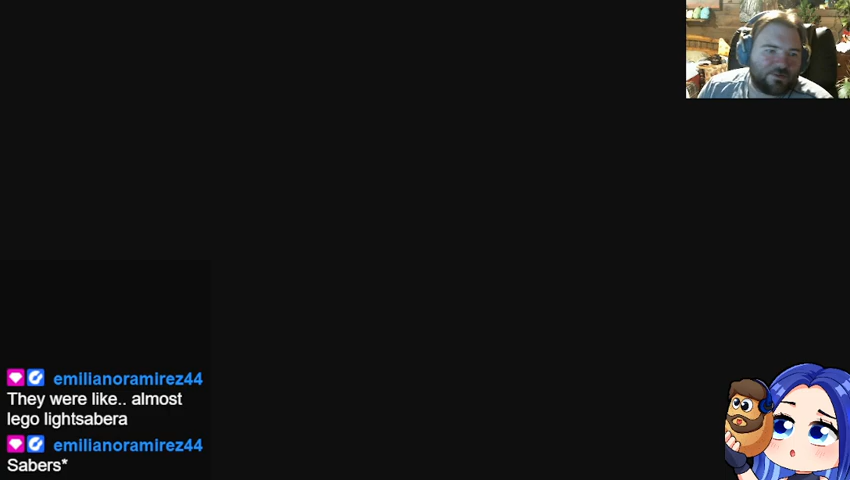 emilianoramirez44
They were like.. almost
lego lightsabera
emilianoramirez44
Sabers*